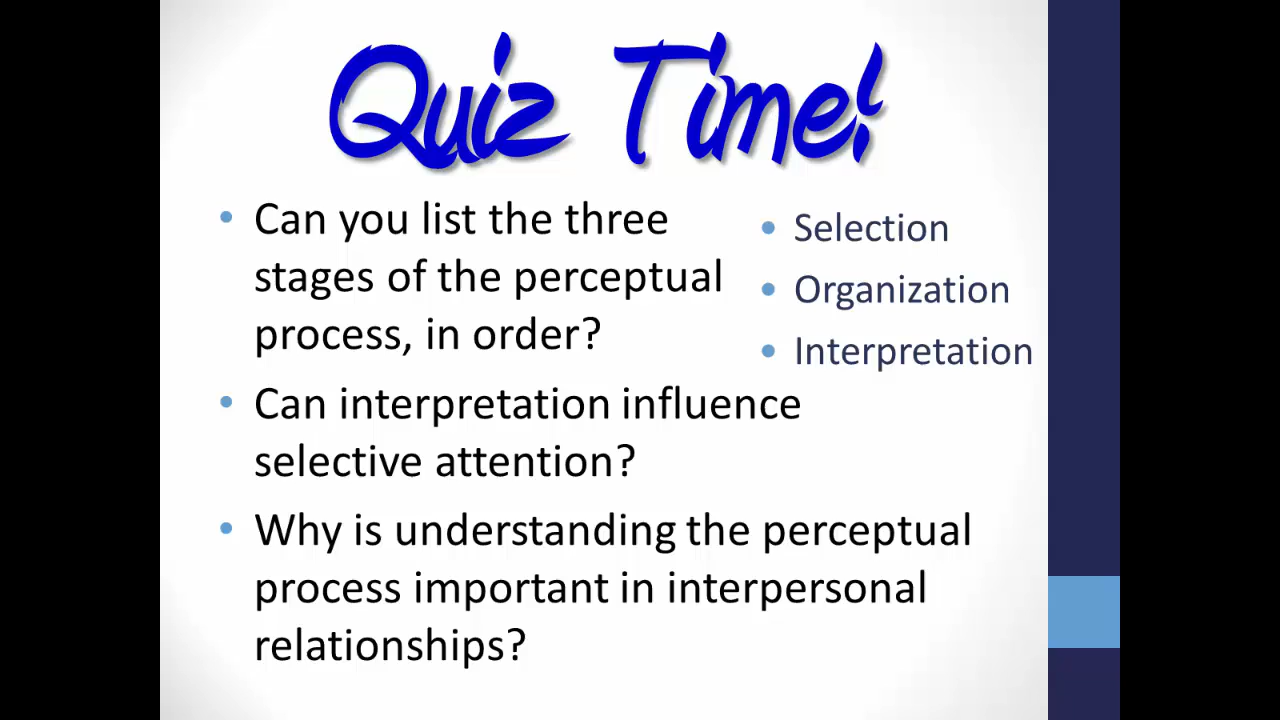 Quiz Time!
• Can you list the three
stages of the perceptual
process, in order?
• Selection
• Organization
• Interpretation
• Can interpretation influence
selective attention?
• Why is understanding the perceptual
process important in interpersonal
relationships?